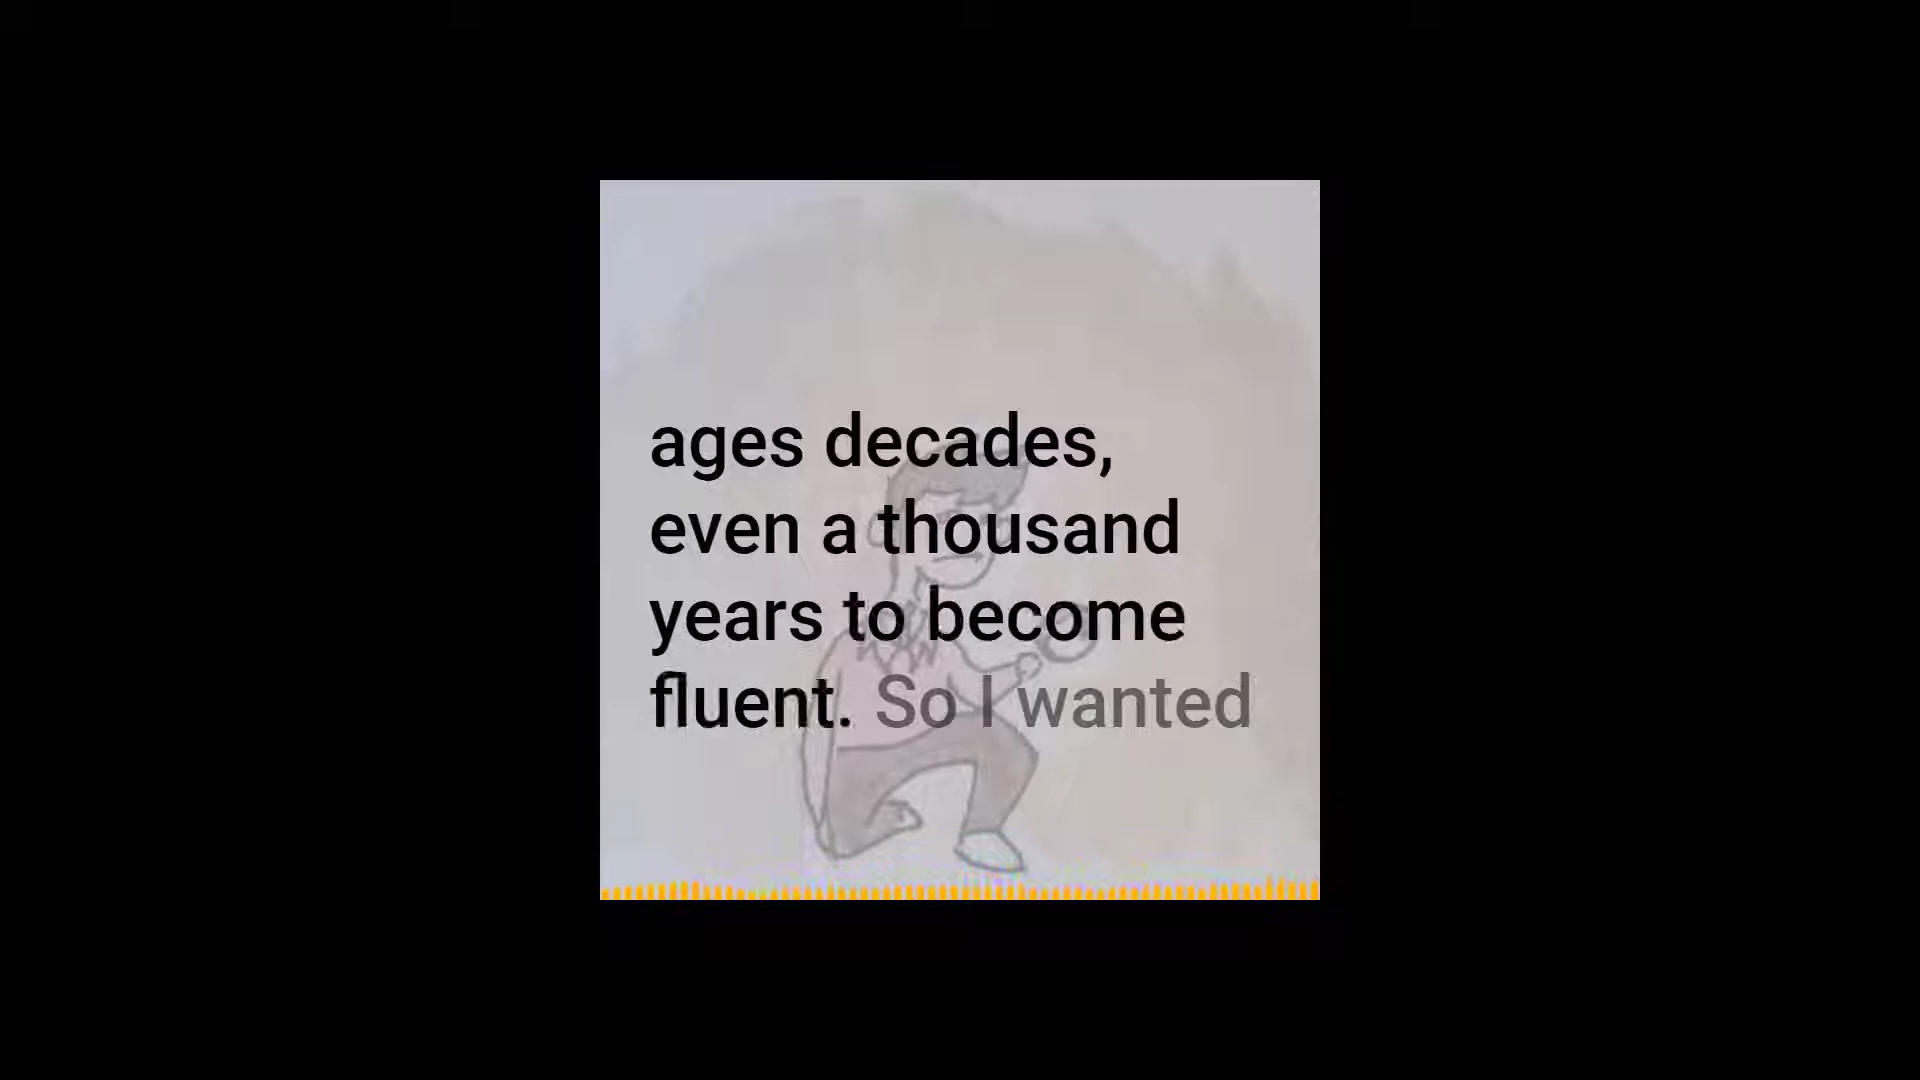 ages decades,
even a thousand
years to become
fluent. So I wanted